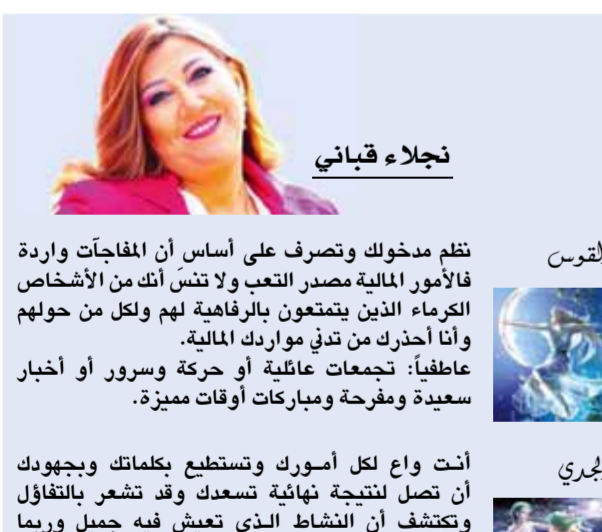 نجلاء قباني
القوس
نظم مدخولك وتصرف على أساس أن المفاجآت واردة
فالأمور المالية مصدر التعب ولا تنسَ أنك من الأشخاص
الكرماء الذين يتمتعون بالرفاهية لهم ولكل من حولهم
وأنا أحذرك من تدني مواردك المالية.
عاطفياً: تجمعات عائلية أو حركة وسرور أو أخبار
سعيدة ومفرحة ومباركات أوقات مميزة.
الجدي
أنت واع لكل أمـورك وتستطيع بكلماتك وبجهودك
أن تصل لنتيجة نهائية تسعدك وقد تشعر بالتفاؤل
وتكتشف أن النشاط الـذي تعيش فيه جميل وربما